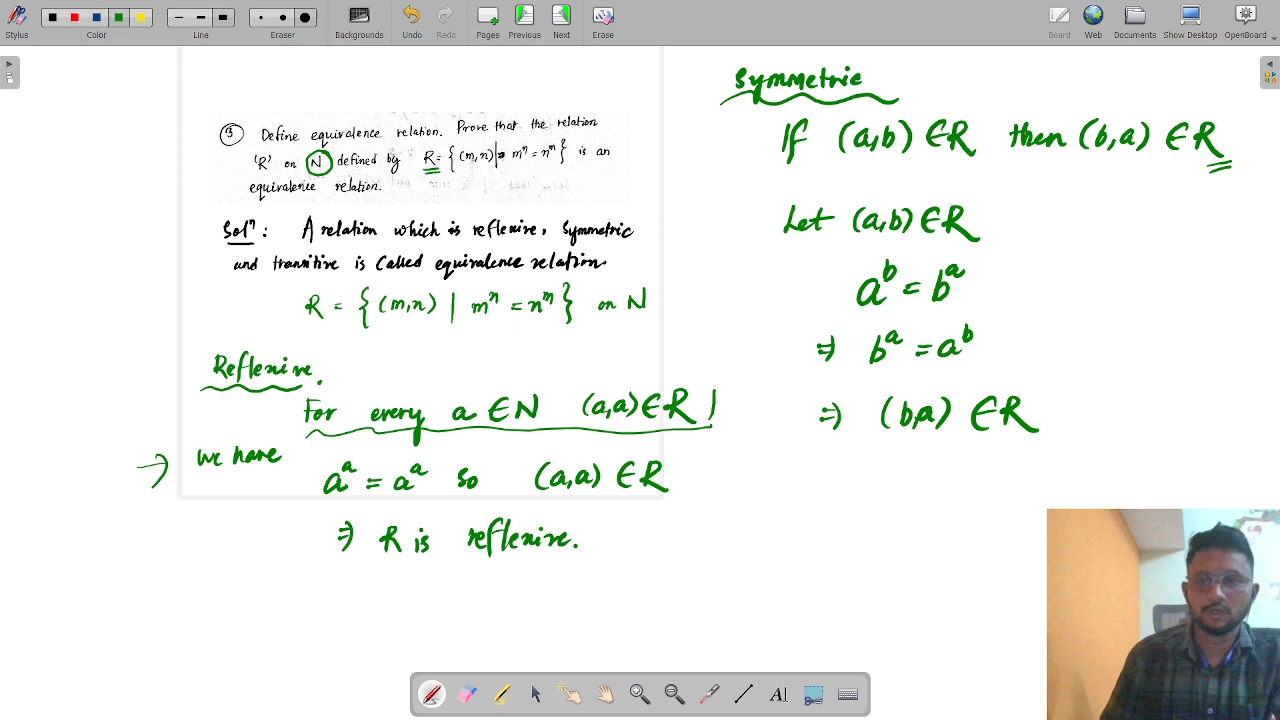 Stylus
Color
Line
Eraser
Backgrounds
Undo
Redo
Pages
Previous
Next
Erase
Board
Web
Documents
Show Desktop
OpenBoard
13 Define equivalence relation. Prove that the relation
'R' on N defined by R = { (m,n) | m^n = n^m } is an
equivalence relation.
Solⁿ : A relation which is reflexive, symmetric
and transitive is called equivalence relation.
R = { (m,n) | m^n = n^m } on N
Reflexive.
For every a ∈ N (a,a) ∈ R !
→ we have
a^a = a^a so (a,a) ∈ R
⇒ R is reflexive.
Symmetric
If (a,b) ∈ R then (b,a) ∈ R
Let (a,b) ∈ R
a^b = b^a
⇒ b^a = a^b
⇒ (b,a) ∈ R
AI